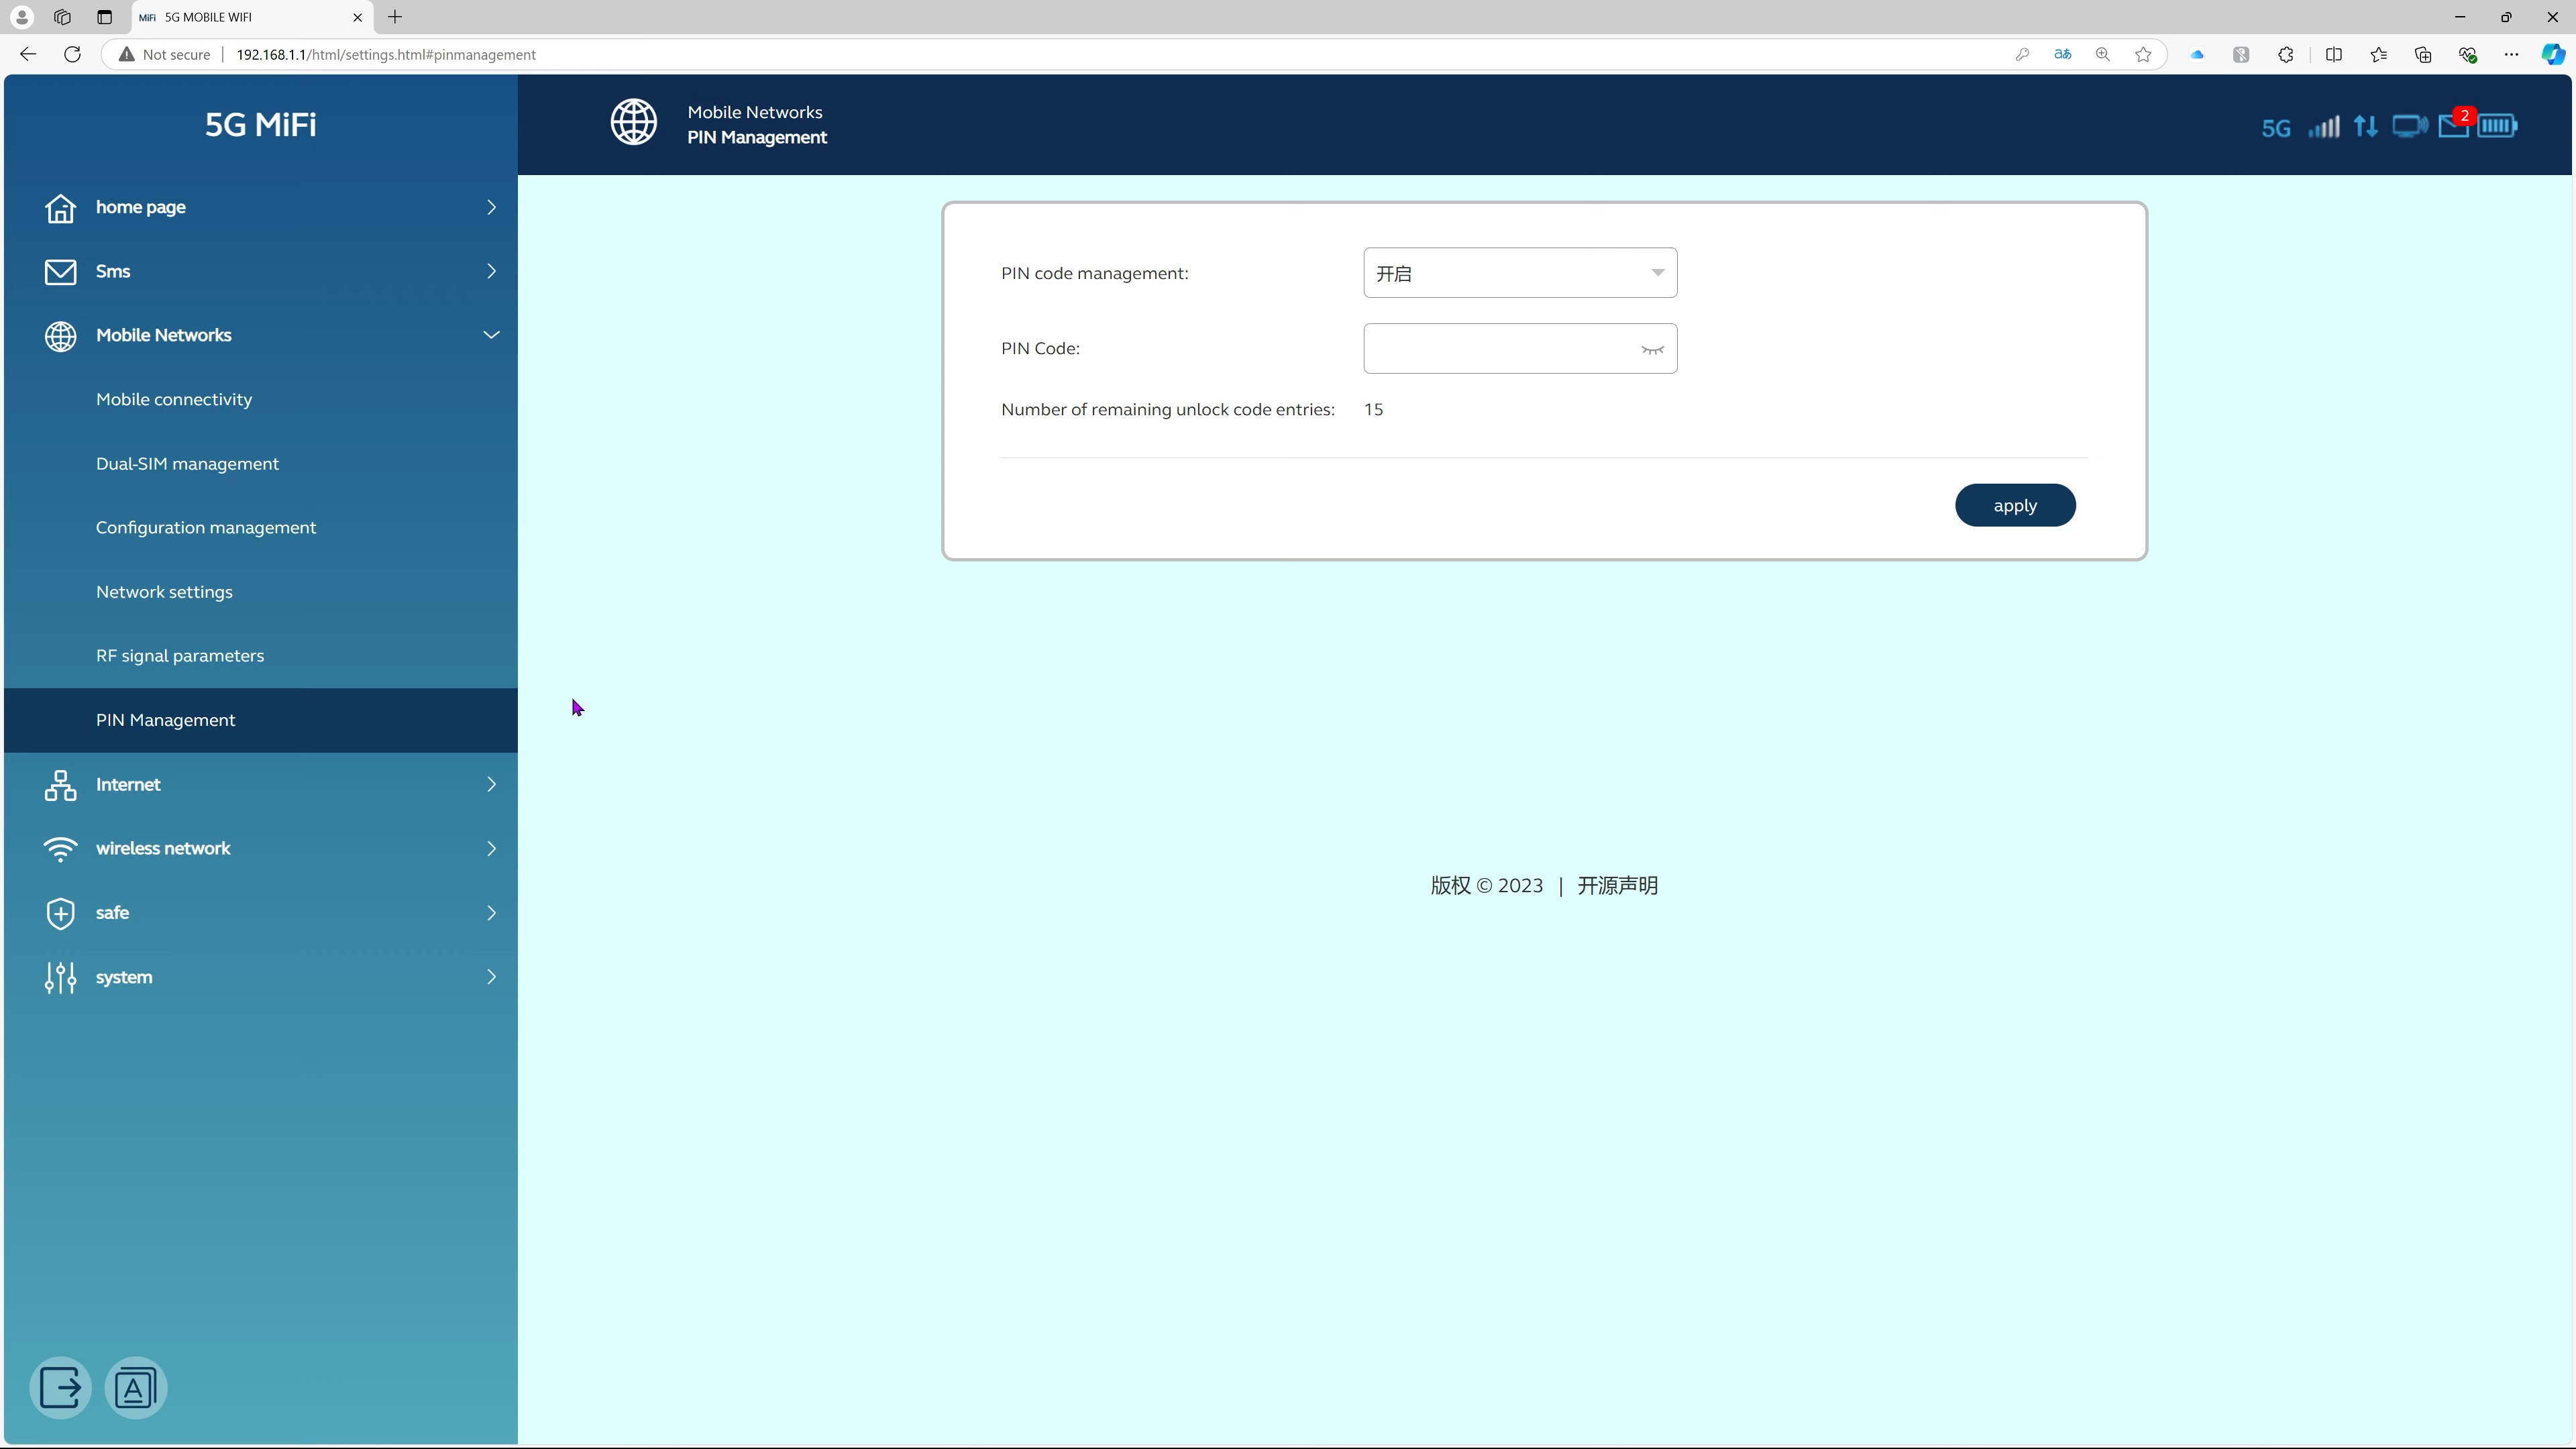 MiFi 5G MOBILE WIFI
Not secure 192.168.1.1/html/settings.html#pinmanagement
5G MiFi
home page
Sms
Mobile Networks
Mobile connectivity
Dual-SIM management
Configuration management
Network settings
RF signal parameters
PIN Management
Internet
wireless network
safe
system
A
Mobile Networks
PIN Management
5G
2
PIN code management: 开启
PIN Code:
Number of remaining unlock code entries: 15
apply
版权 © 2023 | 开源声明